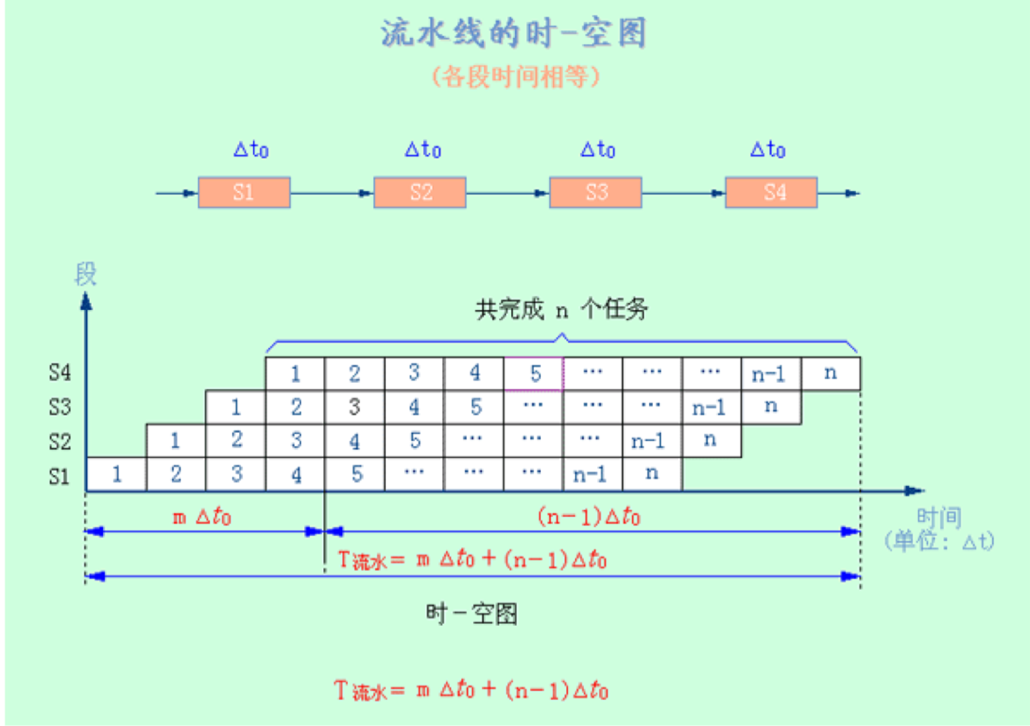 流水线的时-空图
(各段时间相等)
Δt0 Δt0 Δt0 Δt0
S1 S2 S3 S4
段
共完成 n 个任务
S4 1 2 3 4 5 ··· ··· ··· n-1 n
S3 1 2 3 4 5 ··· ··· ··· n-1 n
S2 1 2 3 4 5 ··· ··· ··· n-1 n
S1 1 2 3 4 5 ··· ··· ··· n-1 n
m Δt0 (n-1)Δt0 时间
(单位: Δt)
T流水= m Δt0 + (n-1)Δt0
时-空图
T流水= m Δt0 + (n-1)Δt0